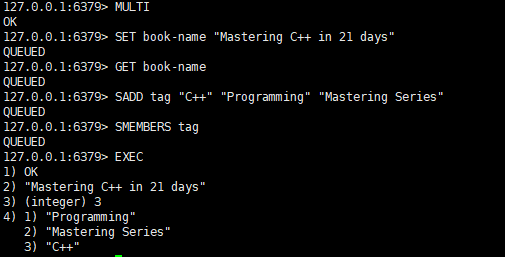 127.0.0.1:6379> MULTI
OK
127.0.0.1:6379> SET book-name "Mastering C++ in 21 days"
QUEUED
127.0.0.1:6379> GET book-name
QUEUED
127.0.0.1:6379> SADD tag "C++" "Programming" "Mastering Series"
QUEUED
127.0.0.1:6379> SMEMBERS tag
QUEUED
127.0.0.1:6379> EXEC
1) OK
2) "Mastering C++ in 21 days"
3) (integer) 3
4) 1) "Programming"
   2) "Mastering Series"
   3) "C++"